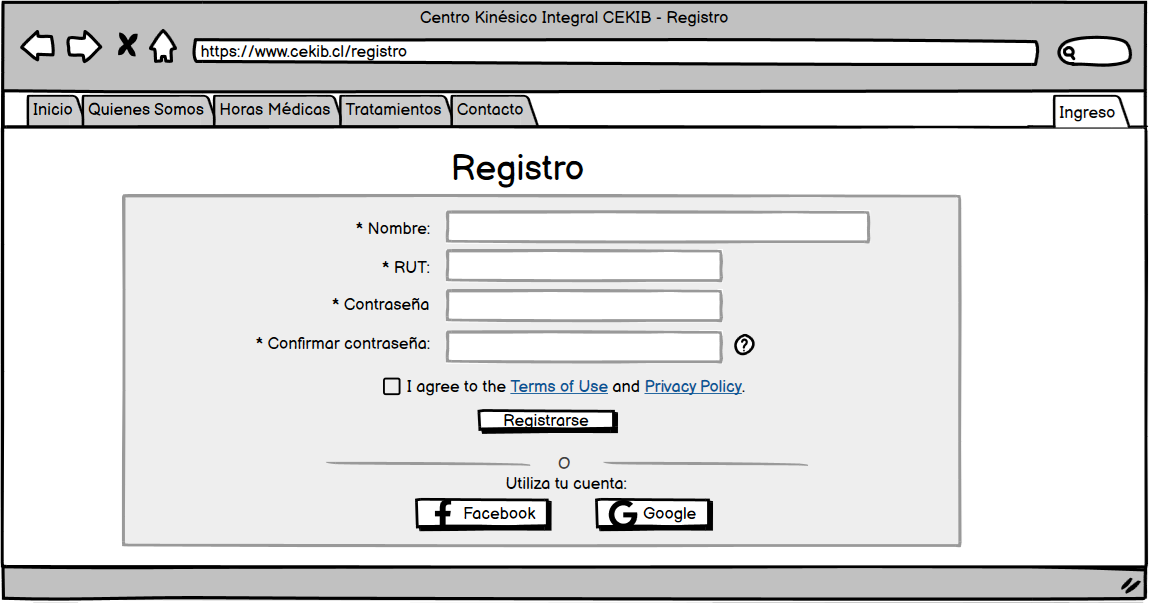 Centro Kinésico Integral CEKIB - Registro
https://www.cekib.cl/registro
Inicio Quienes Somos Horas Médicas Tratamientos Contacto Ingreso
Registro
* Nombre:
* RUT:
* Contraseña
* Confirmar contraseña: ?
I agree to the Terms of Use and Privacy Policy.
Registrarse
O
Utiliza tu cuenta:
f Facebook G Google